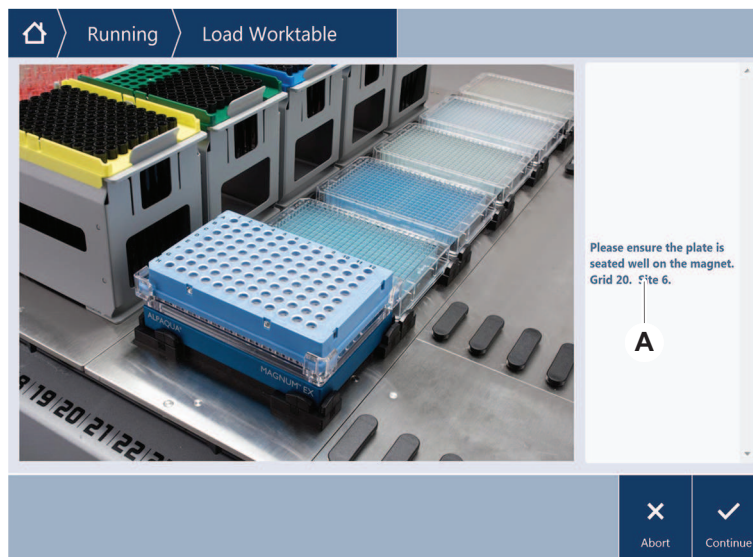 Running
Load Worktable
Please ensure the plate is
seated well on the magnet.
Grid 20. Site 6.
A
ALPAQUA®
MAGNUM™ EX
19 20 21 22
Abort
Continue